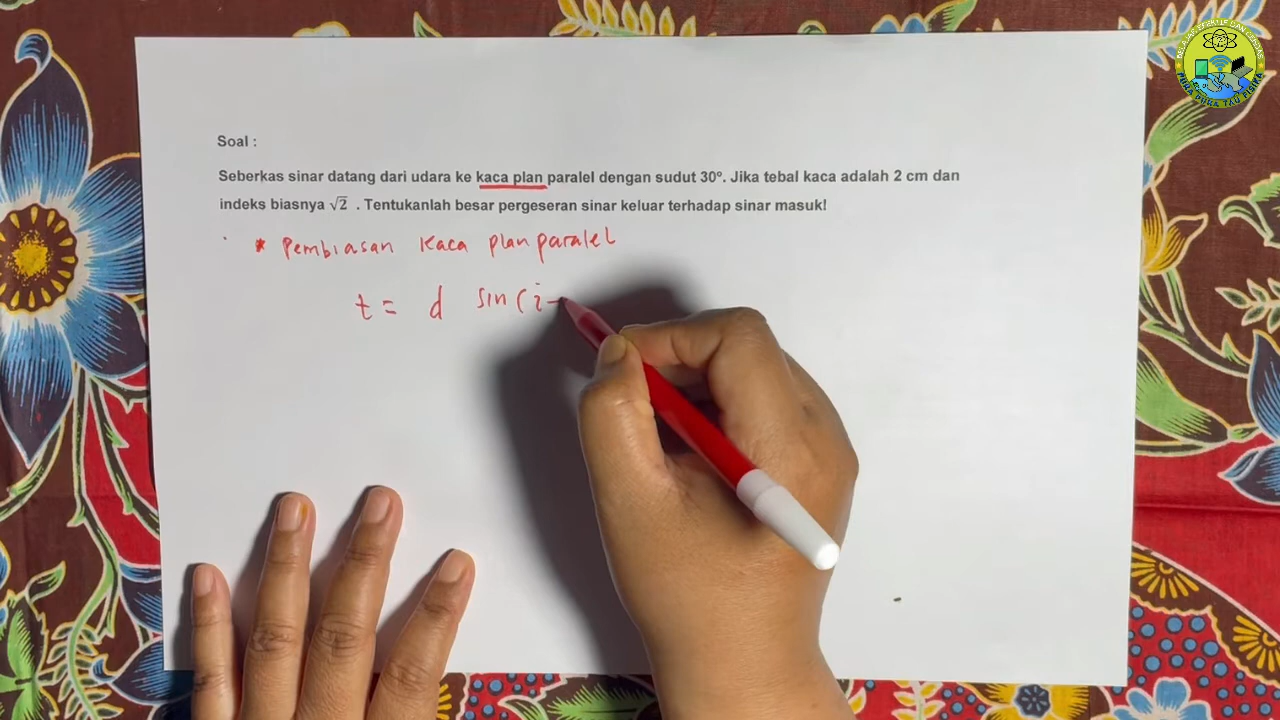 Soal :
Seberkas sinar datang dari udara ke kaca plan paralel dengan sudut 30°. Jika tebal kaca adalah 2 cm dan
indeks biasnya √2 . Tentukanlah besar pergeseran sinar keluar terhadap sinar masuk!
* Pembiasan Kaca plan paralel
t = d sin(i-